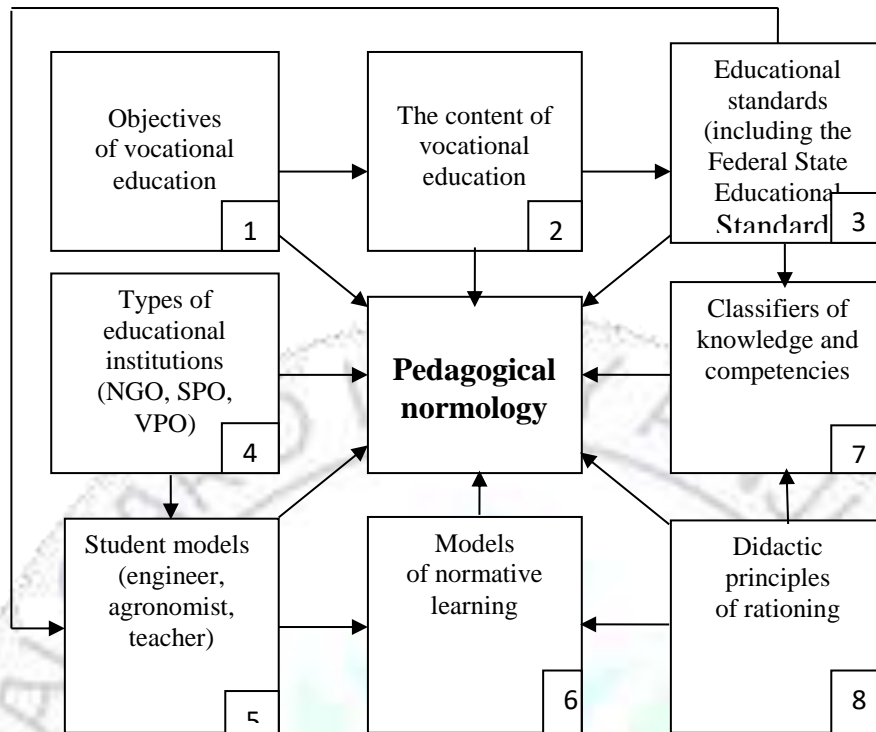 Objectives
of vocational
education
1
The content of
vocational
education
2
Educational
standards
(including the
Federal State
Educational
Standard
3
Types of
educational
institutions
(NGO, SPO,
VPO)
4
Pedagogical
normology
Classifiers of
knowledge and
competencies
7
Student models
(engineer,
agronomist,
teacher)
5
Models
of normative
learning
6
Didactic
principles
of rationing
8